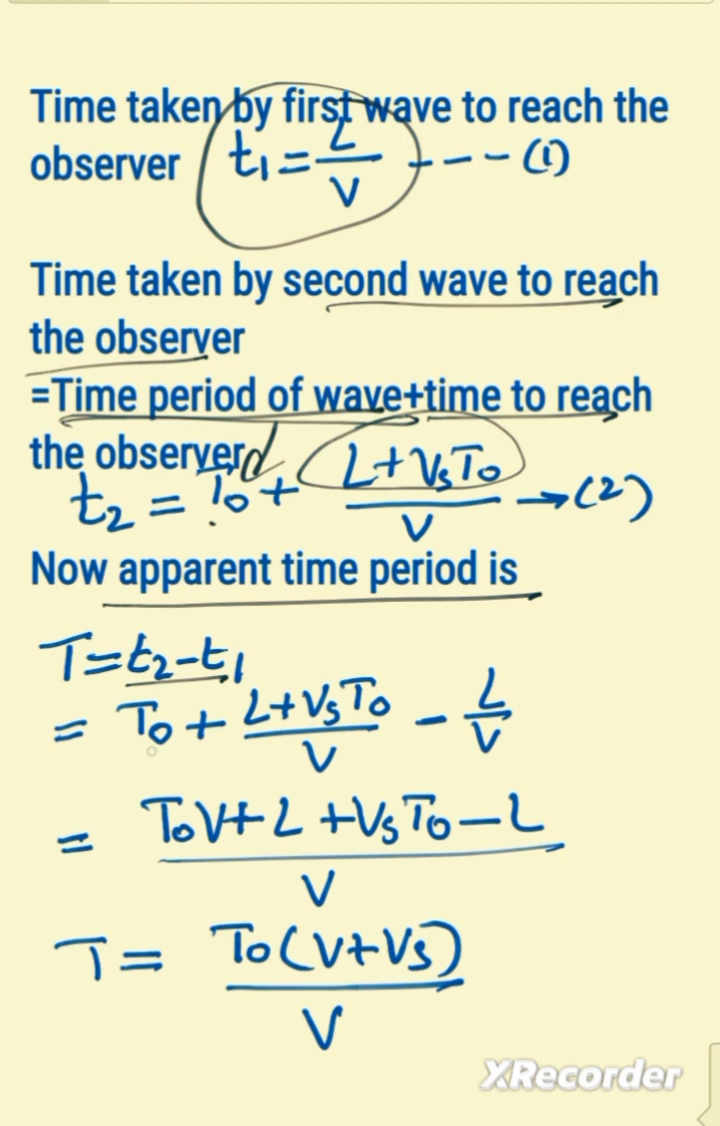 Time taken by first wave to reach the
observer t₁ = L/V ---- (1)
Time taken by second wave to reach
the observer
=Time period of wave+time to reach
the observer
t₂ = T₀ + (L+VₛT₀)/V → (2)
Now apparent time period is
T = t₂-t₁
= T₀ + (L+VₛT₀)/V - L/V
= (T₀V+L+VₛT₀-L)/V
T = T₀(V+Vₛ)/V
XRecorder